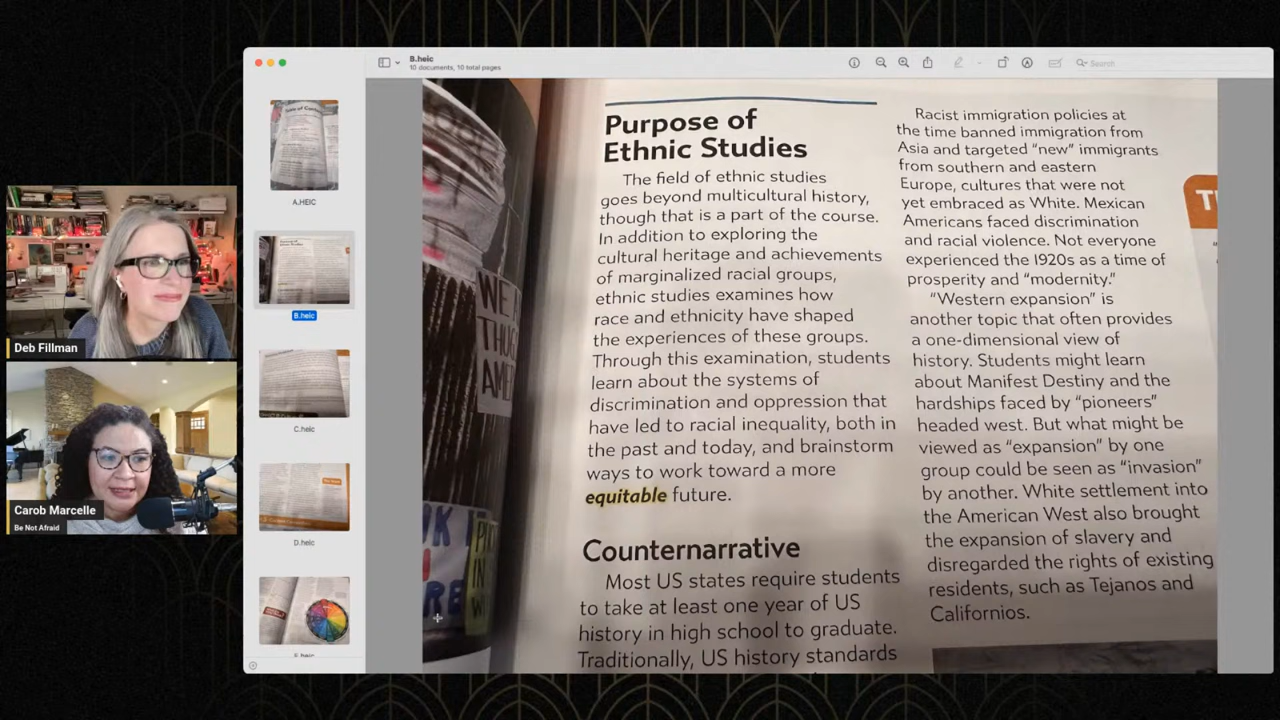 B.heic
10 documents, 10 total pages
Search
A.HEIC
B.heic
C.heic
D.heic
Deb Fillman
Carob Marcelle
Be Not Afraid
WE A
THOU
AME
Purpose of
Ethnic Studies
The field of ethnic studies
goes beyond multicultural history,
though that is a part of the course.
In addition to exploring the
cultural heritage and achievements
of marginalized racial groups,
ethnic studies examines how
race and ethnicity have shaped
the experiences of these groups.
Through this examination, students
learn about the systems of
discrimination and oppression that
have led to racial inequality, both in
the past and today, and brainstorm
ways to work toward a more
equitable future.
Counternarrative
Most US states require students
to take at least one year of US
history in high school to graduate.
Traditionally, US history standards
Racist immigration policies at
the time banned immigration from
Asia and targeted “new” immigrants
from southern and eastern
Europe, cultures that were not
yet embraced as White. Mexican
Americans faced discrimination
and racial violence. Not everyone
experienced the 1920s as a time of
prosperity and “modernity.”
“Western expansion” is
another topic that often provides
a one-dimensional view of
history. Students might learn
about Manifest Destiny and the
hardships faced by “pioneers”
headed west. But what might be
viewed as “expansion” by one
group could be seen as “invasion”
by another. White settlement into
the American West also brought
the expansion of slavery and
disregarded the rights of existing
residents, such as Tejanos and
Californios.